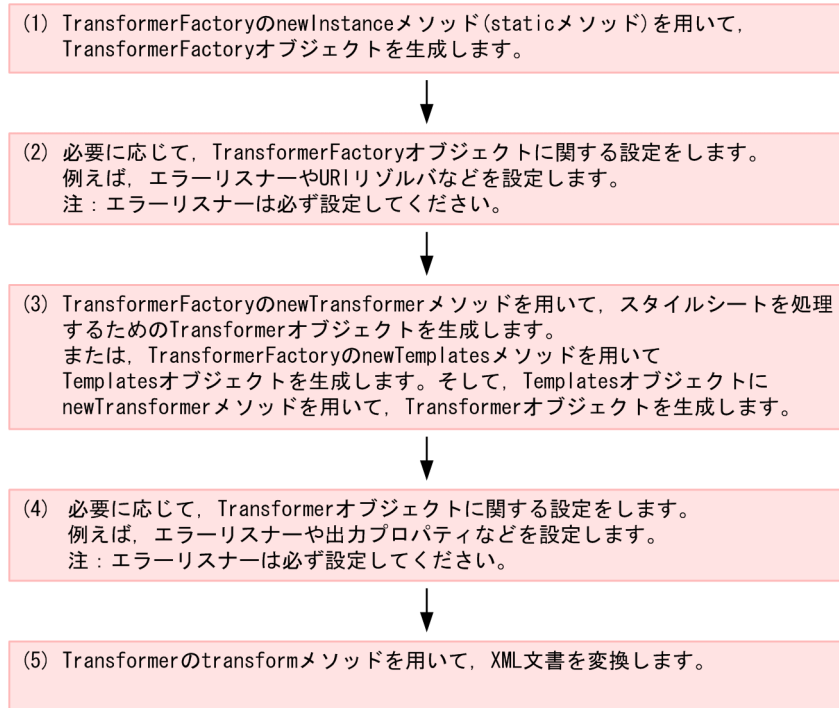 (1) TransformerFactoryのnewInstanceメソッド(staticメソッド)を用いて，
TransformerFactoryオブジェクトを生成します。
(2) 必要に応じて，TransformerFactoryオブジェクトに関する設定をします。
例えば，エラーリスナーやURIリゾルバなどを設定します。
注：エラーリスナーは必ず設定してください。
(3) TransformerFactoryのnewTransformerメソッドを用いて，スタイルシートを処理
するためのTransformerオブジェクトを生成します。
または，TransformerFactoryのnewTemplatesメソッドを用いて
Templatesオブジェクトを生成します。そして，Templatesオブジェクトに
newTransformerメソッドを用いて，Transformerオブジェクトを生成します。
(4) 必要に応じて，Transformerオブジェクトに関する設定をします。
例えば，エラーリスナーや出力プロパティなどを設定します。
注：エラーリスナーは必ず設定してください。
(5) Transformerのtransformメソッドを用いて，XML文書を変換します。